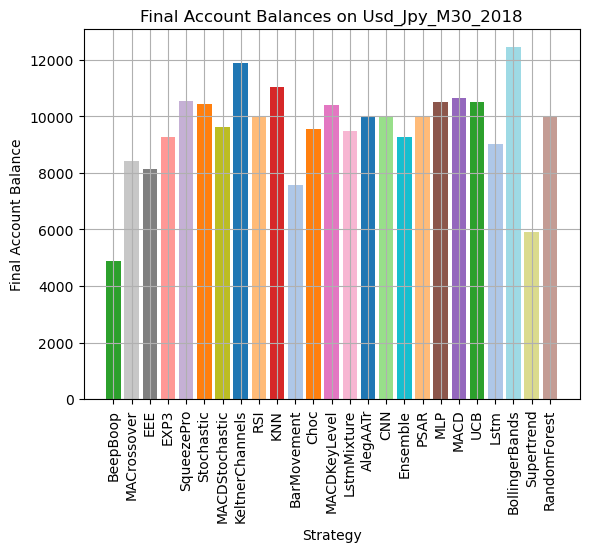 Final Account Balances on Usd_Jpy_M30_2018
Final Account Balance
12000
10000
8000
6000
4000
2000
0
BeepBoop
MACrossover
EEE
EXP3
SqueezePro
Stochastic
MACDStochastic
KeltnerChannels
RSI
KNN
BarMovement
Choc
MACDKeyLevel
LstmMixture
AlegAATr
CNN
Ensemble
PSAR
MLP
MACD
UCB
Lstm
BollingerBands
Supertrend
RandomForest
Strategy